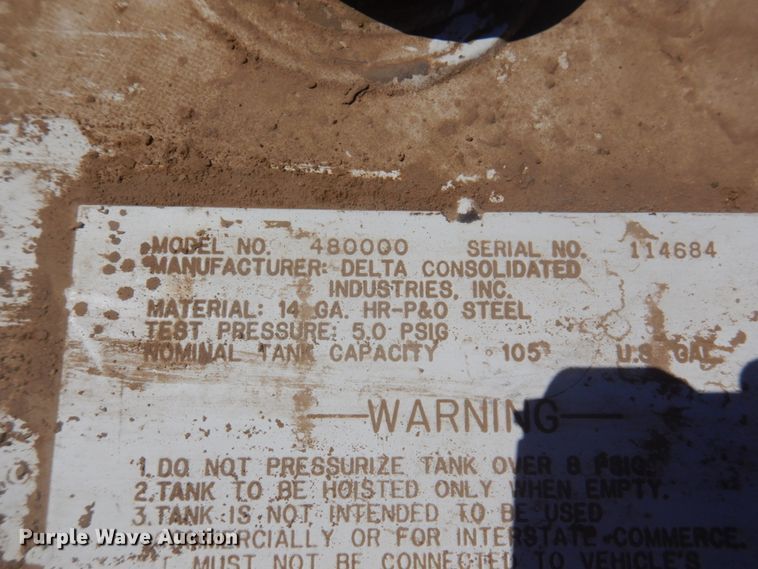 MODEL NO. 480000 SERIAL NO. 114684
MANUFACTURER: DELTA CONSOLIDATED
INDUSTRIES, INC.
MATERIAL: 14 GA. HR-P&O STEEL
TEST PRESSURE: 5.0 PSIG
NOMINAL TANK CAPACITY 105 U.S. GAL
WARNING
1. DO NOT PRESSURIZE TANK OVER 8 PSIG.
2. TANK TO BE HOISTED ONLY WHEN EMPTY.
3. TANK IS NOT INTENDED TO BE USED
MERCIALLY OR FOR INTERSTATE COMMERCE.
MUST NOT BE CONNECTED TO VEHICLE'S
Purple Wave Auction